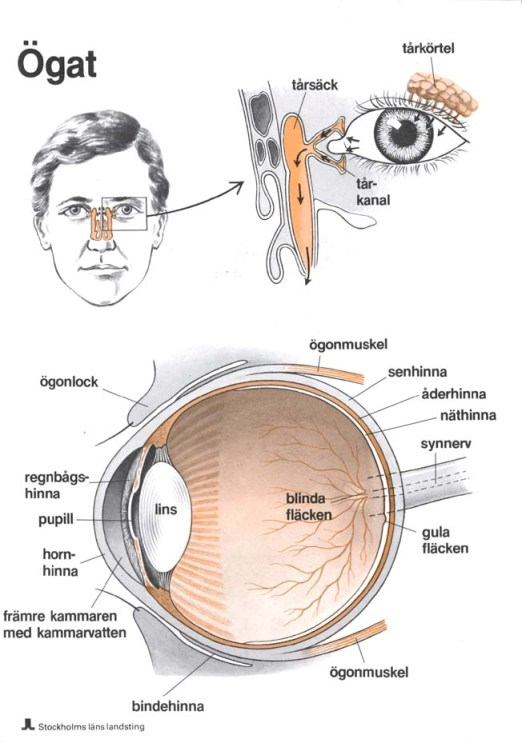 Ögat
tårkörtel
tårsäck
tår-
kanal
ögonmuskel
senhinna
ögonlock
åderhinna
näthinna
synnerv
regnbågs-
hinna
lins
blinda
fläcken
pupill
gula
fläcken
horn-
hinna
främre kammaren
med kammarvatten
ögonmuskel
bindehinna
Stockholms läns landsting